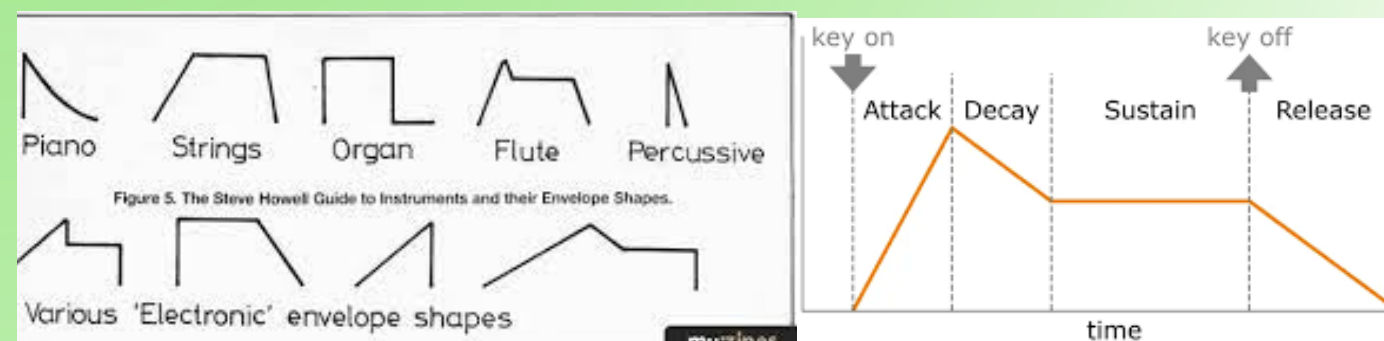 Piano Strings Organ Flute Percussive
Figure 5. The Steve Howell Guide to Instruments and their Envelope Shapes.
Various 'Electronic' envelope shapes
key on key off
Attack Decay Sustain Release
time